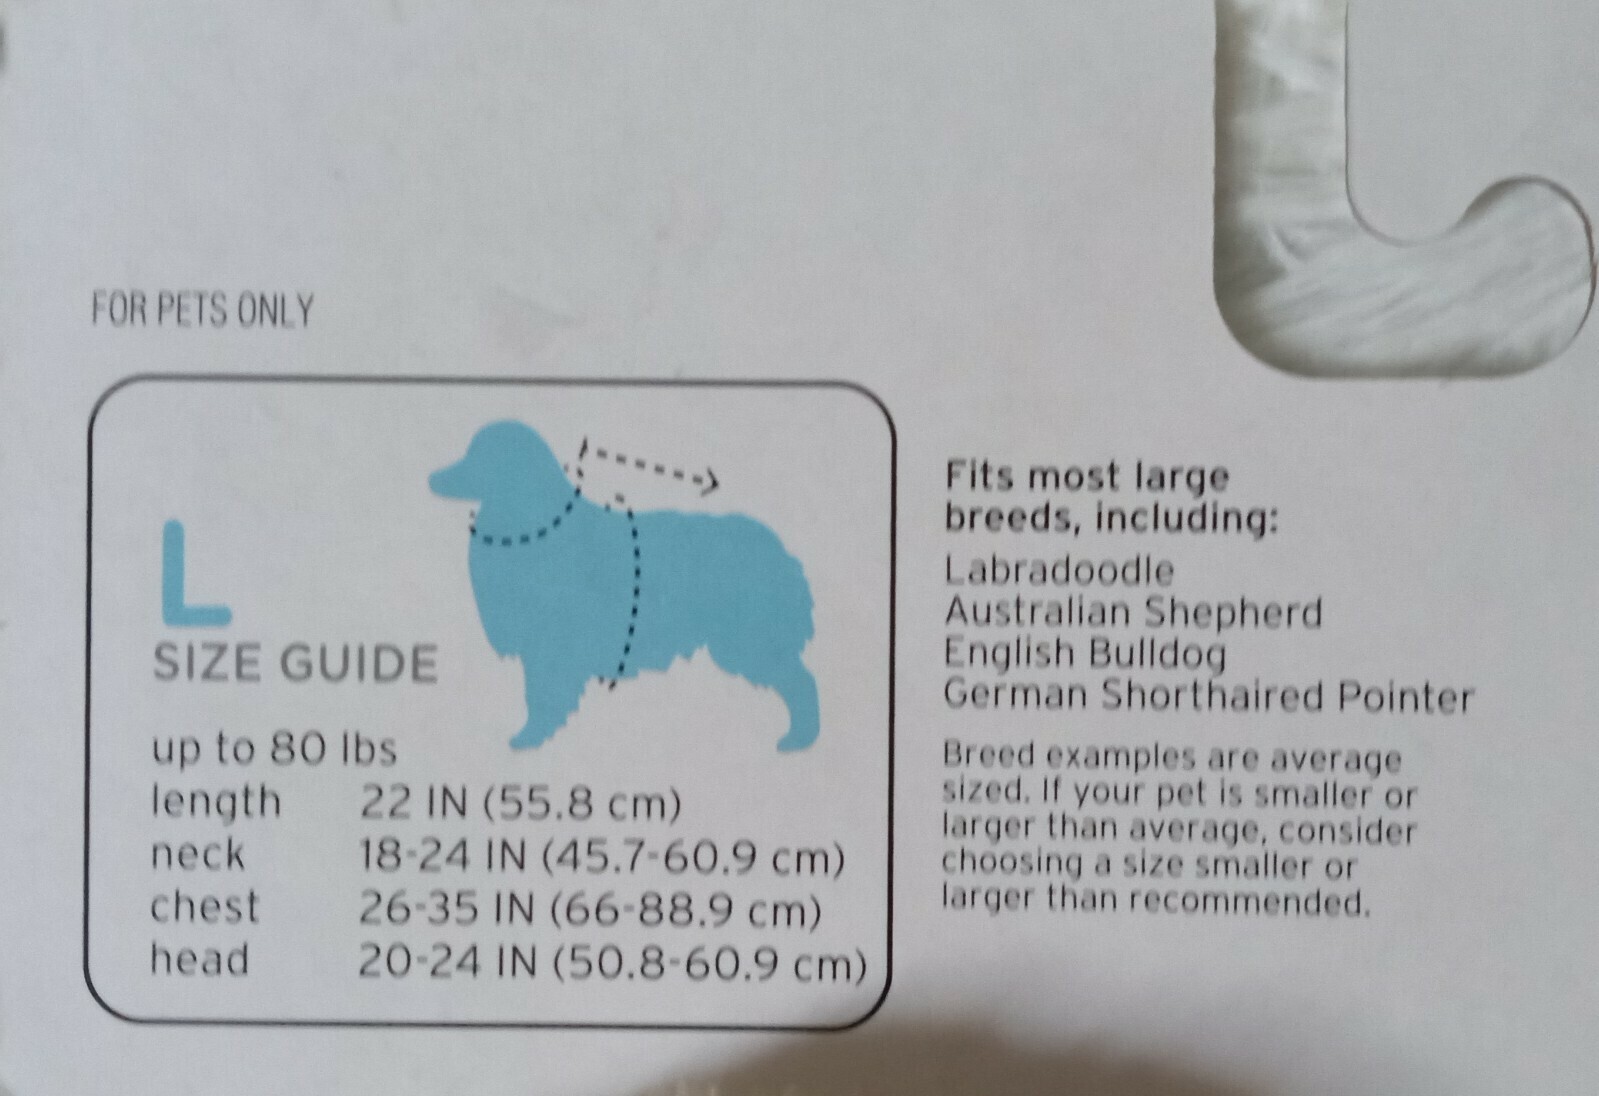 FOR PETS ONLY
L
SIZE GUIDE
up to 80 lbs
length 22 IN (55.8 cm)
neck 18-24 IN (45.7-60.9 cm)
chest 26-35 IN (66-88.9 cm)
head 20-24 IN (50.8-60.9 cm)
Fits most large
breeds, including:
Labradoodle
Australian Shepherd
English Bulldog
German Shorthaired Pointer
Breed examples are average
sized. If your pet is smaller or
larger than average, consider
choosing a size smaller or
larger than recommended.